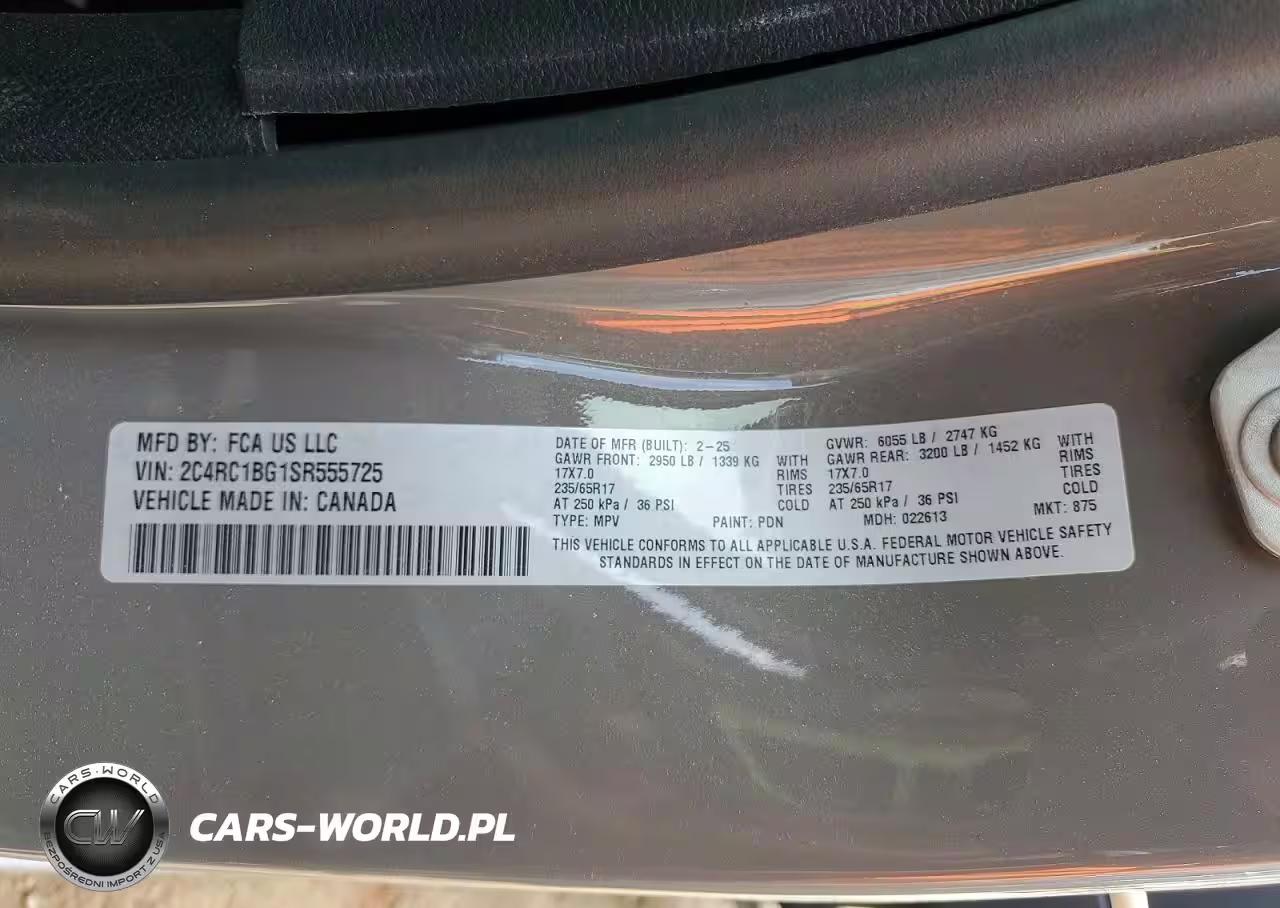 MFD BY: FCA US LLC
VIN: 2C4RC1BG1SR555725
VEHICLE MADE IN: CANADA
DATE OF MFR (BUILT): 2-25
GAWR FRONT: 2950 LB / 1339 KG WITH
17X7.0 RIMS
235/65R17 TIRES
AT 250 kPa / 36 PSI COLD
TYPE: MPV PAINT: PDN
GVWR: 6055 LB / 2747 KG
GAWR REAR: 3200 LB / 1452 KG WITH
17X7.0 RIMS
235/65R17 TIRES
AT 250 kPa / 36 PSI COLD
MDH: 022613 MKT: 875
THIS VEHICLE CONFORMS TO ALL APPLICABLE U.S.A. FEDERAL MOTOR VEHICLE SAFETY
STANDARDS IN EFFECT ON THE DATE OF MANUFACTURE SHOWN ABOVE.
CARS-WORLD
CW
BEZPOŚREDNI IMPORT Z USA
CARS-WORLD.PL